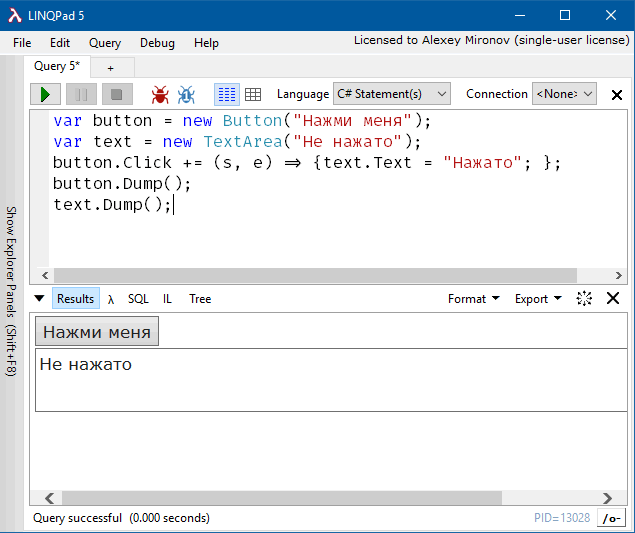 LINQPad 5
File Edit Query Debug Help Licensed to Alexey Mironov (single-user license)
Query 5* +
Language C# Statement(s) Connection <None>
var button = new Button("Нажми меня");
var text = new TextArea("Не нажато");
button.Click += (s, e) => {text.Text = "Нажато"; };
button.Dump();
text.Dump();
Show Explorer Panels (Shift+F8)
Results λ SQL IL Tree Format Export
Нажми меня
Не нажато
Query successful (0.000 seconds) PID=13028 /o-